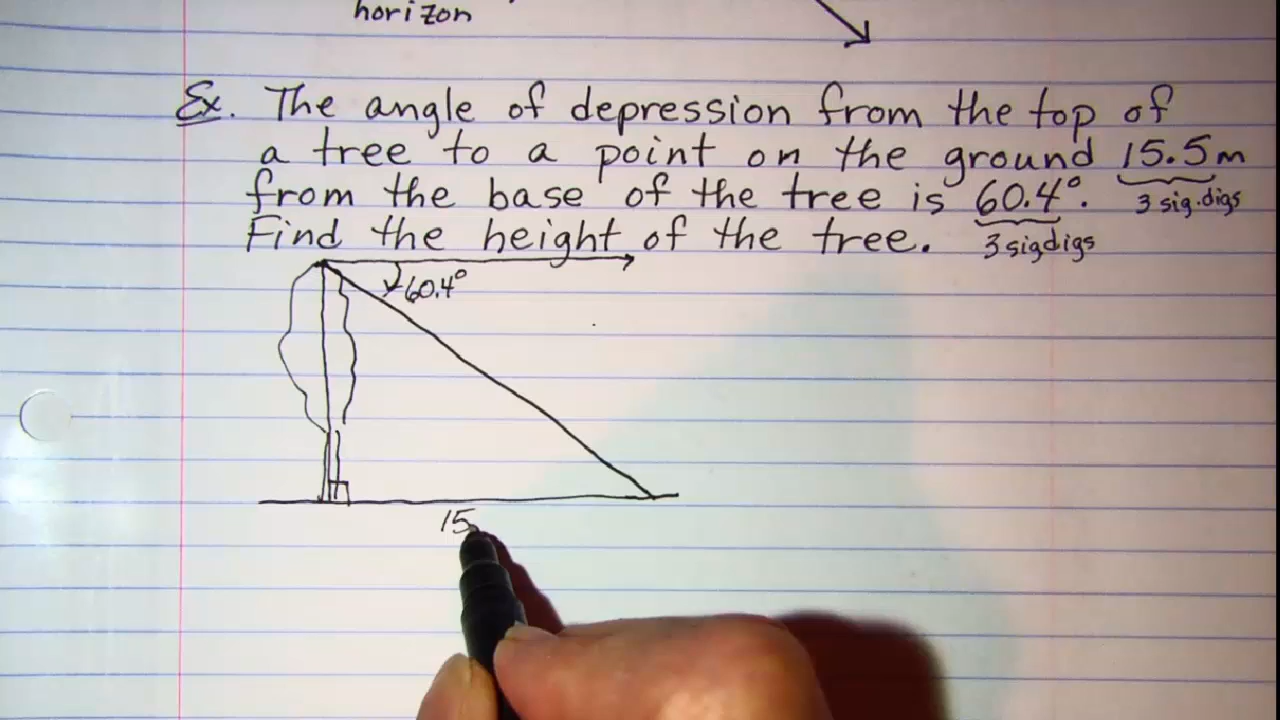 horizon
Ex. The angle of depression from the top of
a tree to a point on the ground 15.5m
from the base of the tree is 60.4°. 3 sig.digs
Find the height of the tree. 3sigdigs
60.4°
15